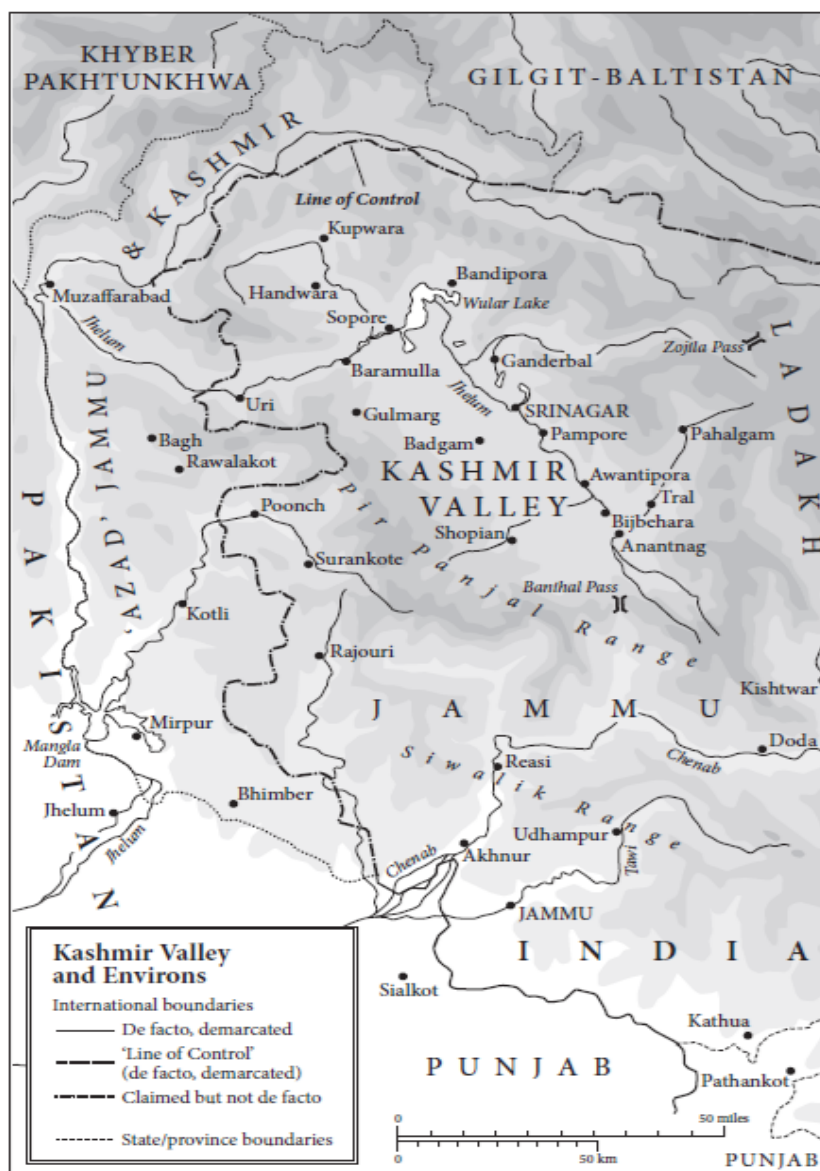 KHYBER
PAKHTUNKHWA
GILGIT-BALTISTAN
& KASHMIR
Line of Control
Kupwara
Bandipora
Muzaffarabad
Handwara
Wular Lake
Sopore
Jhelum
Zojila Pass
LADAKH
Ganderbal
Baramulla
Jhelum
Uri
Gulmarg
SRINAGAR
Bagh
Badgam
Pampore
Pahalgam
Rawalakot
KASHMIR
VALLEY
Awantipora
'AZAD' JAMMU
PAKISTAN
Pir Panjal Range
Tral
Poonch
Shopian
Bijbehara
Anantnag
Surankote
Banihal Pass
Kotli
Rajouri
Kishtwar
JAMMU
Mirpur
Mangla
Dam
Doda
Siwalik Range
Reasi
Chenab
Jhelum
Bhimber
Udhampur
Jhelum
Chenab
Akhnur
Tawi
JAMMU
INDIA
Kashmir Valley
and Environs
International boundaries
De facto, demarcated
'Line of Control'
(de facto, demarcated)
Claimed but not de facto
State/province boundaries
Sialkot
Kathua
PUNJAB
Pathankot
0
50 miles
0
50 km
PUNJAB